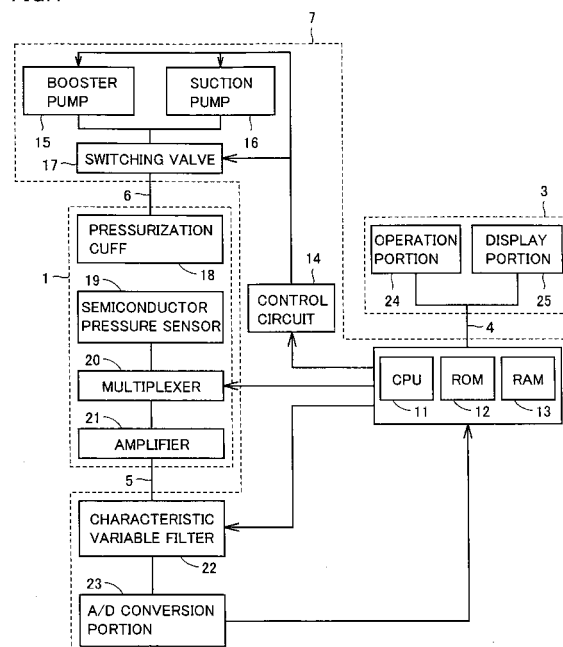 7
BOOSTER
PUMP
SUCTION
PUMP
15
16
17
SWITCHING VALVE
6
3
PRESSURIZATION
CUFF
OPERATION
PORTION
DISPLAY
PORTION
1
18
14
24
25
19
CONTROL
CIRCUIT
SEMICONDUCTOR
PRESSURE SENSOR
4
20
MULTIPLEXER
CPU
ROM
RAM
11
12
13
21
AMPLIFIER
5
CHARACTERISTIC
VARIABLE FILTER
22
23
A/D CONVERSION
PORTION